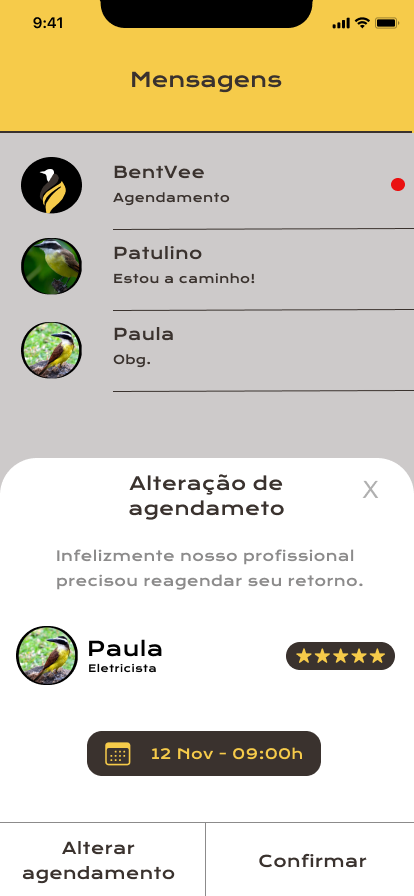 9:41
Mensagens
BentVee
Agendamento
Patulino
Estou a caminho!
Paula
Obg.
Alteração de
agendameto
X
Infelizmente nosso profissional
precisou reagendar seu retorno.
Paula
Eletricista
12 Nov - 09:00h
Alterar
agendamento
Confirmar